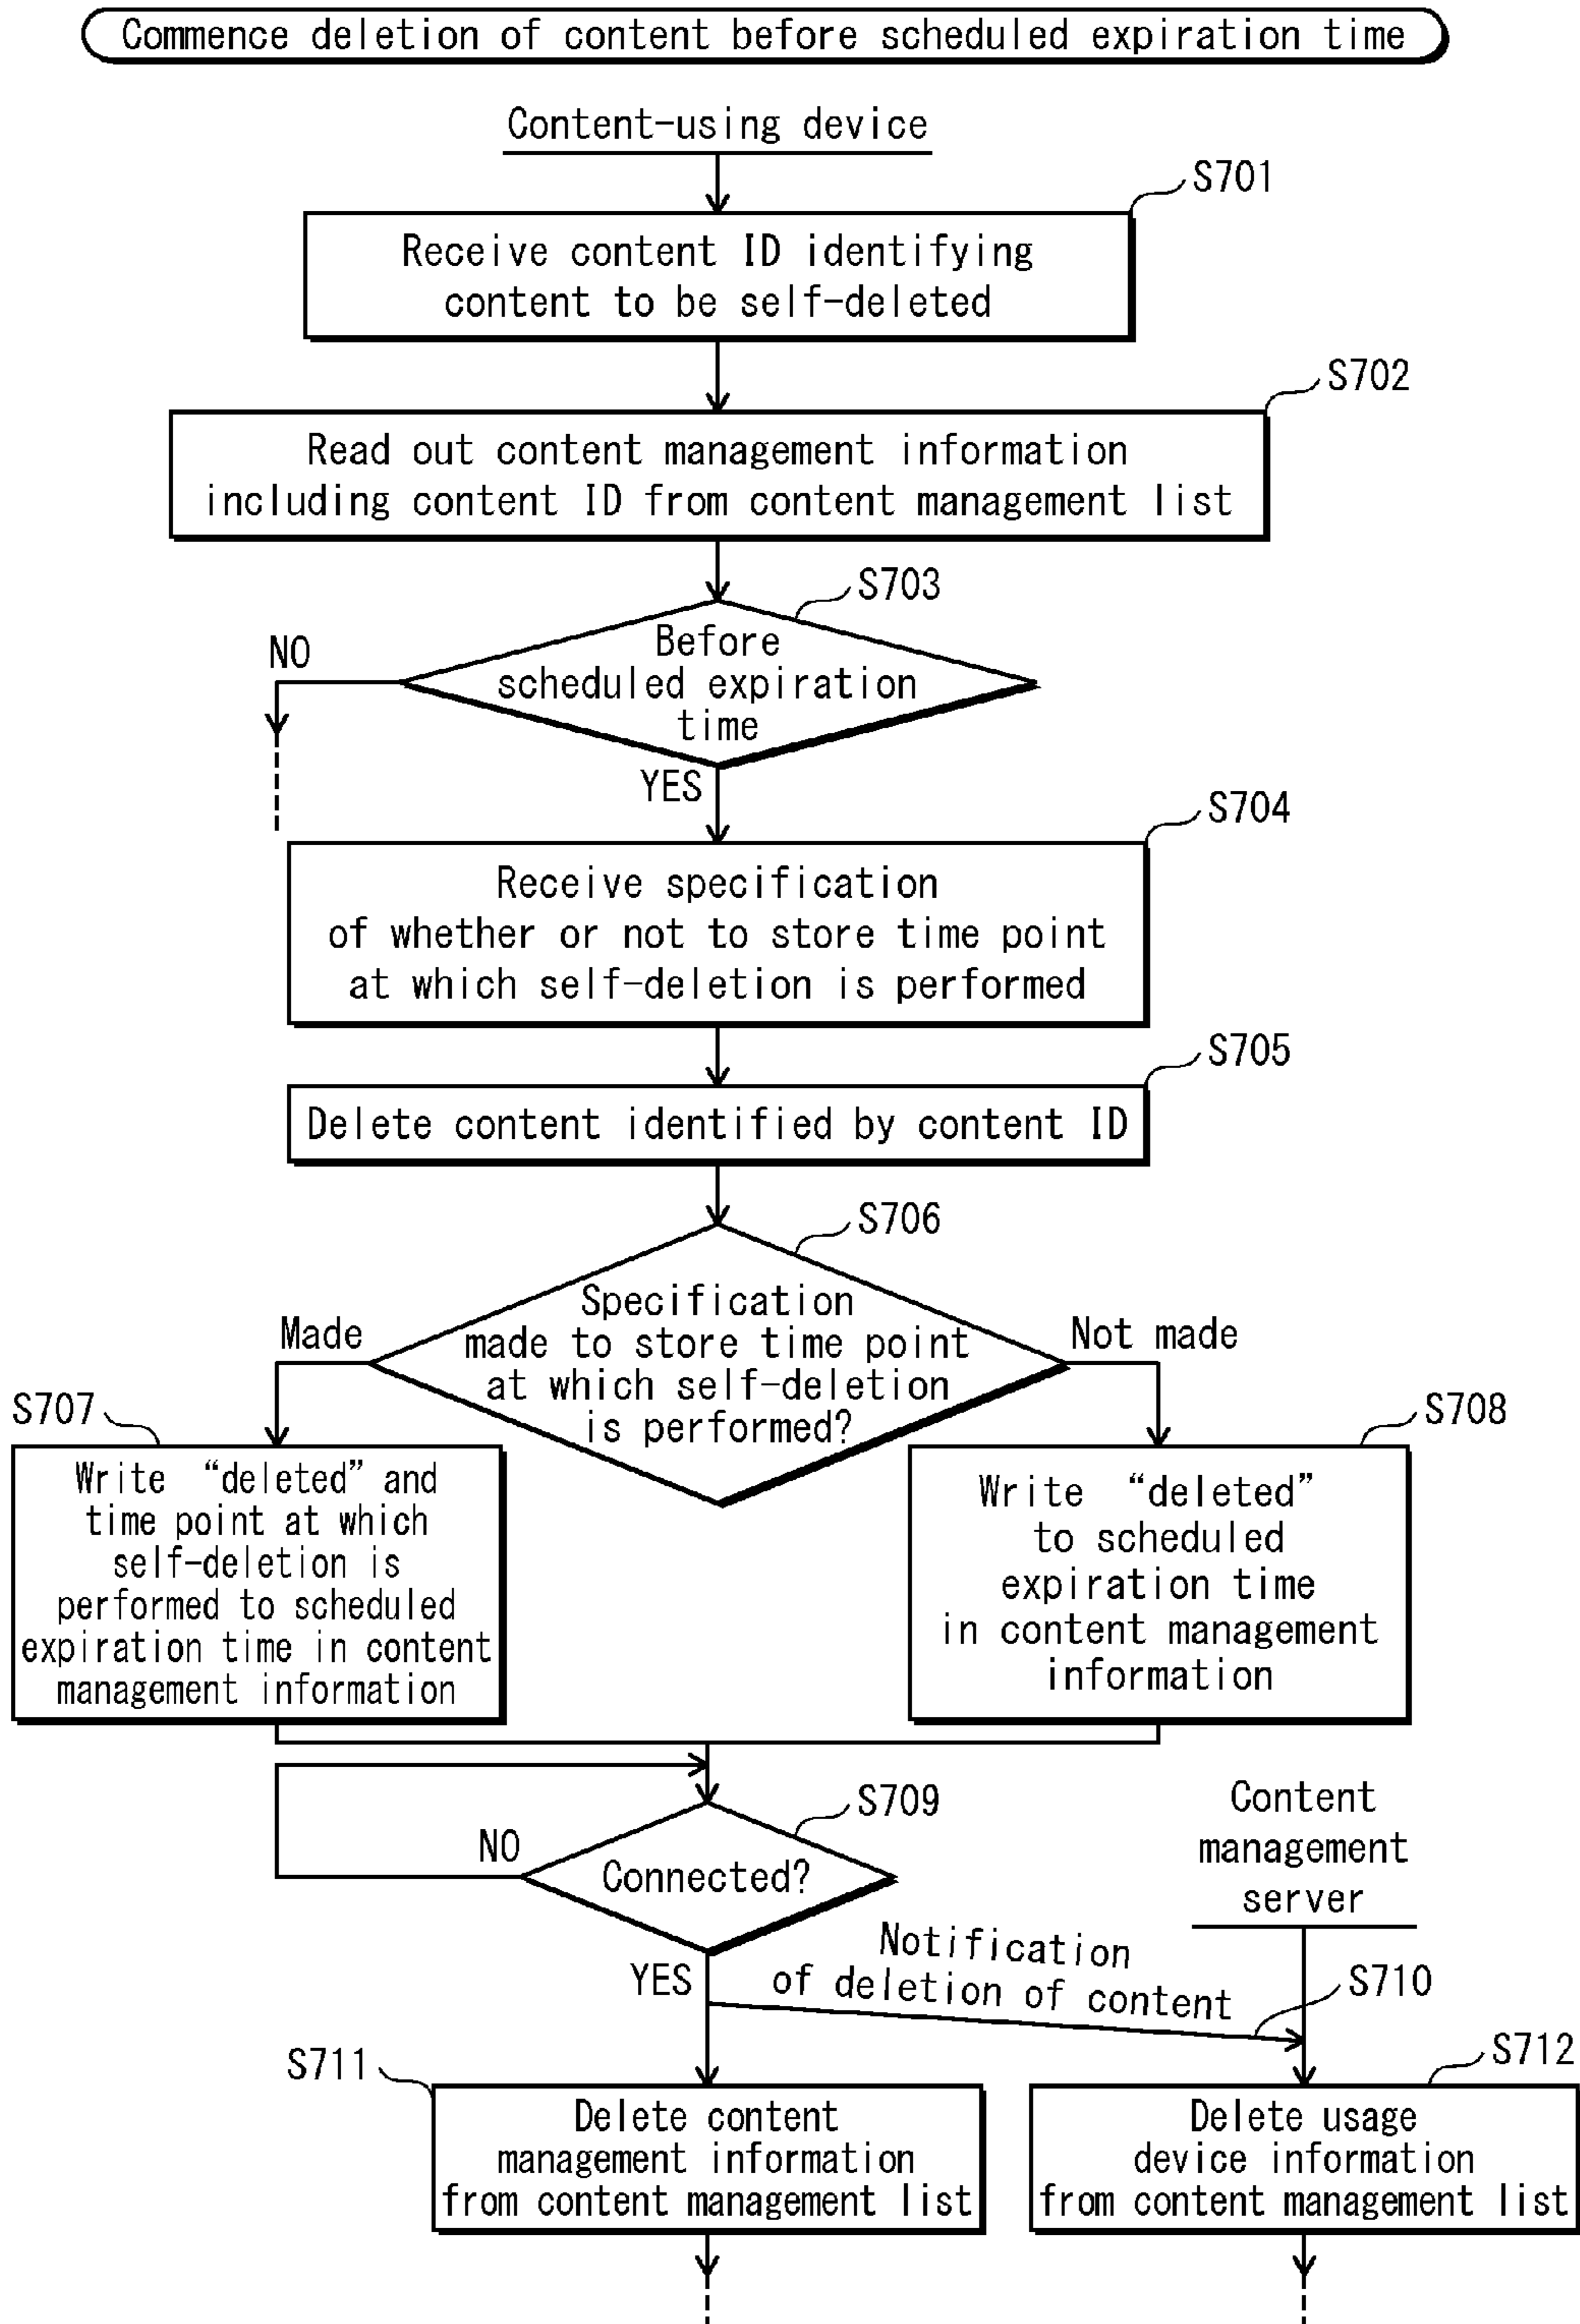 Commence deletion of content before scheduled expiration time
Content-using device
S701
Receive content ID identifying
content to be self-deleted
S702
Read out content management information
including content ID from content management list
S703
NO
Before
scheduled expiration
time
YES
S704
Receive specification
of whether or not to store time point
at which self-deletion is performed
S705
Delete content identified by content ID
S706
Specification
made to store time point
at which self-deletion
is performed?
Made
Not made
S707
Write “deleted” and
time point at which
self-deletion is
performed to scheduled
expiration time in content
management information
S708
Write “deleted”
to scheduled
expiration time
in content management
information
S709
NO
Connected?
YES
Content
management
server
Notification
of deletion of content
S710
S711
Delete content
management information
from content management list
S712
Delete usage
device information
from content management list